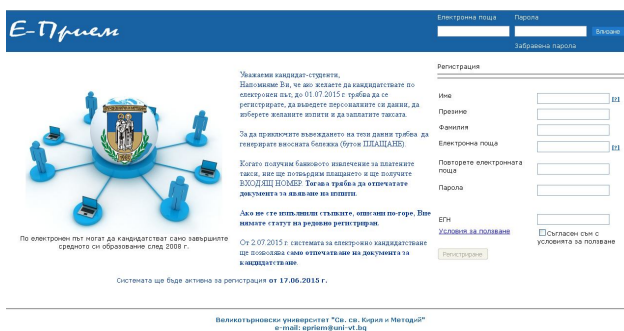 Е-Прием
Електронна поща
Парола
Влизане
Забравена парола
По електронен път могат да кандидатстват само завършилте
средното си образование след 2008 г.
Уважаеми кандидат-студенти,
Напомняме Ви, че ако желаете да кандидатствате по
електронен път, до 01.07.2015 г. трябва да се
регистрирате, да въведете персоналните си данни, да
изберете желаните изпити и да заплатите таксата.
За да приключите въвеждането на тези данни трябва да
генерирате вносната бележка (бутон ПЛАЩАНЕ).
Когато получим банковото извлечение за платените
такси, ние ще потвърдим плащането и ще получите
ВХОДЯЩ НОМЕР. Тогава трябва да отпечатате
документа за явяване на изпити.
Ако не сте изпълнили стъпките, описани по-горе, Вие
нямате статут на редовно регистриран.
От 2.07.2015 г. системата за електронно кандидатстване
ще позволява само отпечатване на документа за
кандидатстване.
Системата ще бъде активна за регистрация от 17.06.2015 г.
Регистрация
Име
[?]
Презиме
Фамилия
Електронна поща
[?]
Повторете електронната
поща
Парола
ЕГН
Условия за ползване
Съгласен съм с
условията за ползване
Регистриране
Великотърновски университет "Св. св. Кирил и Методий"
e-mail: epriem@uni-vt.bg